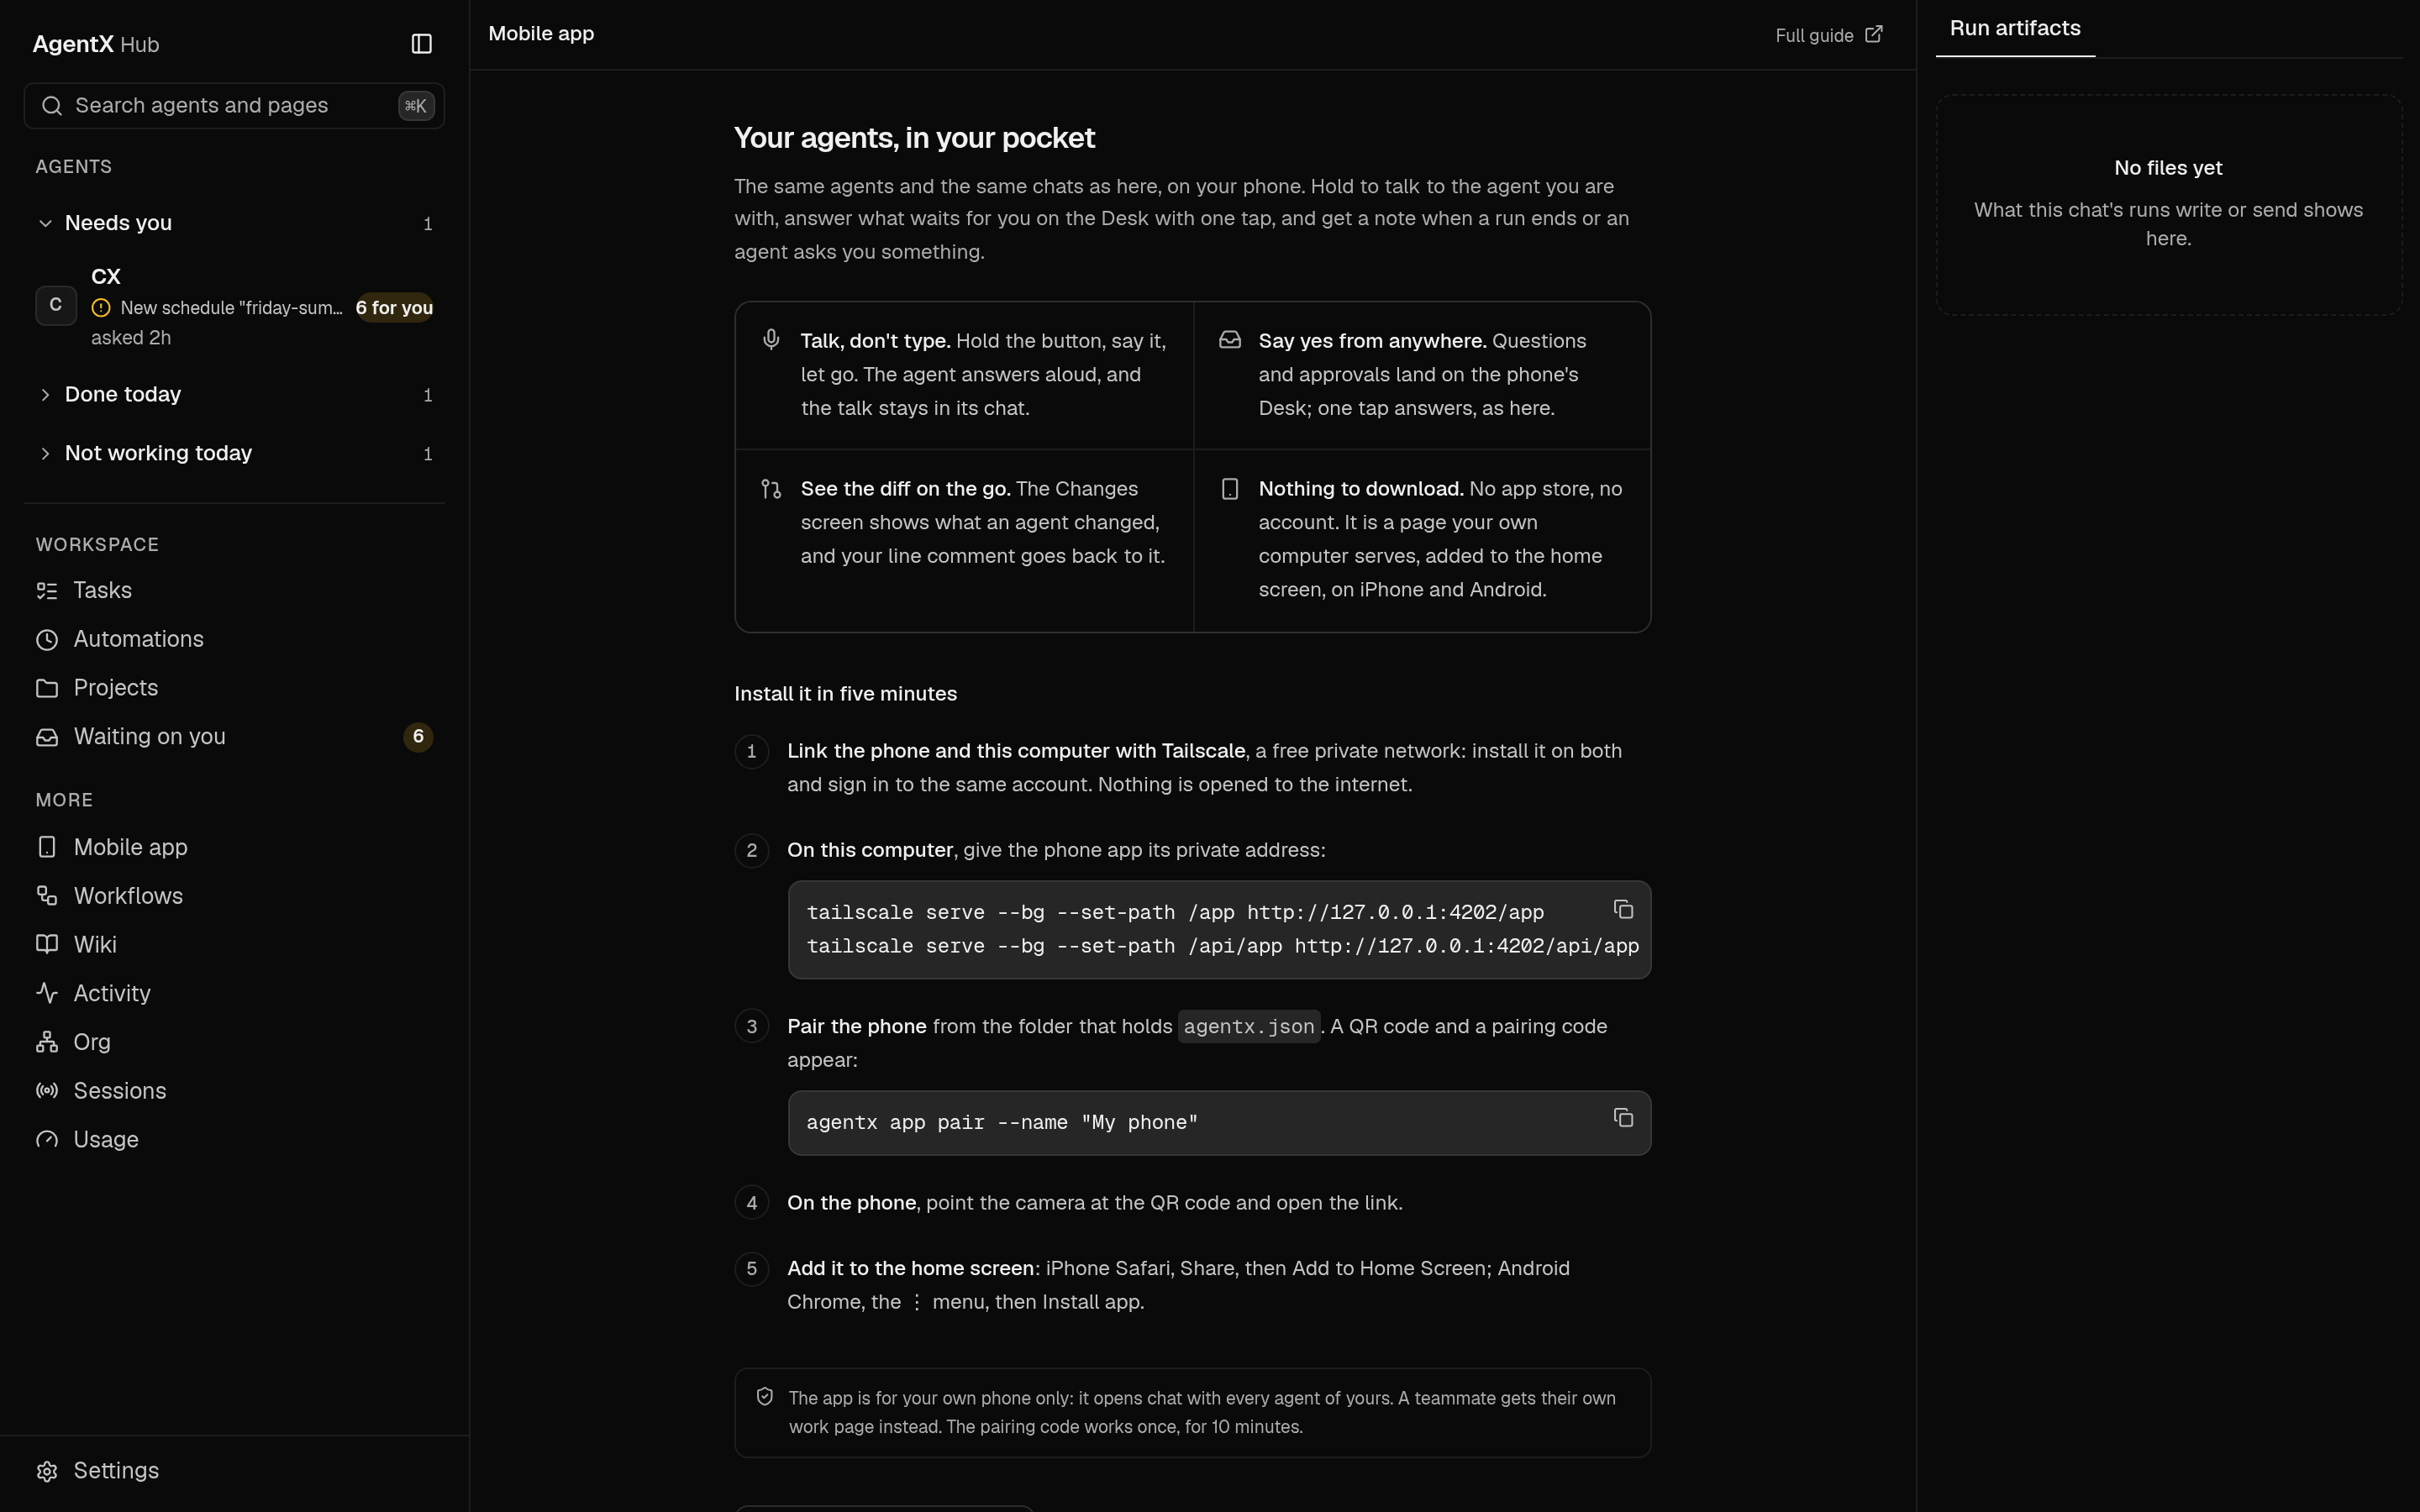 AgentX Hub
Search agents and pages ⌘K
AGENTS
Needs you 1
C
CX
New schedule "friday-sum... 6 for you
asked 2h
Done today 1
Not working today 1
WORKSPACE
Tasks
Automations
Projects
Waiting on you 6
MORE
Mobile app
Workflows
Wiki
Activity
Org
Sessions
Usage
Settings
Mobile app
Full guide
Your agents, in your pocket
The same agents and the same chats as here, on your phone. Hold to talk to the agent you are
with, answer what waits for you on the Desk with one tap, and get a note when a run ends or an
agent asks you something.
Talk, don't type. Hold the button, say it,
let go. The agent answers aloud, and
the talk stays in its chat.
Say yes from anywhere. Questions
and approvals land on the phone's
Desk; one tap answers, as here.
See the diff on the go. The Changes
screen shows what an agent changed,
and your line comment goes back to it.
Nothing to download. No app store, no
account. It is a page your own
computer serves, added to the home
screen, on iPhone and Android.
Install it in five minutes
1 Link the phone and this computer with Tailscale, a free private network: install it on both
and sign in to the same account. Nothing is opened to the internet.
2 On this computer, give the phone app its private address:
tailscale serve --bg --set-path /app http://127.0.0.1:4202/app
tailscale serve --bg --set-path /api/app http://127.0.0.1:4202/api/app
3 Pair the phone from the folder that holds agentx.json. A QR code and a pairing code
appear:
agentx app pair --name "My phone"
4 On the phone, point the camera at the QR code and open the link.
5 Add it to the home screen: iPhone Safari, Share, then Add to Home Screen; Android
Chrome, the ⋮ menu, then Install app.
The app is for your own phone only: it opens chat with every agent of yours. A teammate gets their own
work page instead. The pairing code works once, for 10 minutes.
Run artifacts
No files yet
What this chat's runs write or send shows
here.